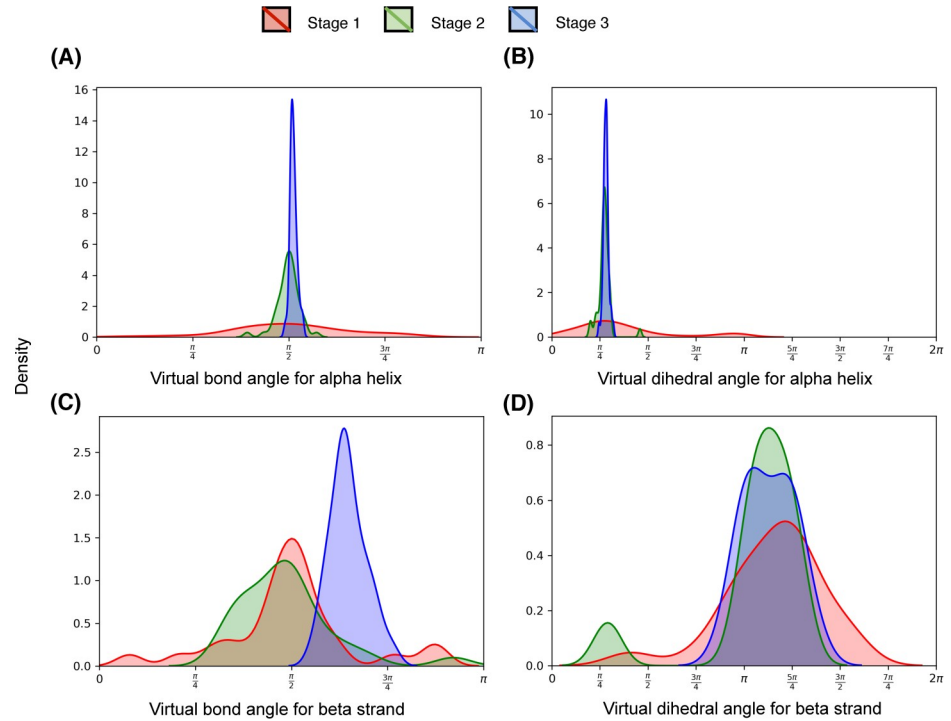 Stage 1 Stage 2 Stage 3
(A) (B)
16
14
12
10
8
6
4
2
0
0 π/4 π/2 3π/4 π
Virtual bond angle for alpha helix
10
8
6
4
2
0
0 π/4 π/2 3π/4 π 5π/4 3π/2 7π/4 2π
Virtual dihedral angle for alpha helix
Density
(C) (D)
2.5
2.0
1.5
1.0
0.5
0.0
0 π/4 π/2 3π/4 π
Virtual bond angle for beta strand
0.8
0.6
0.4
0.2
0.0
0 π/4 π/2 3π/4 π 5π/4 3π/2 7π/4 2π
Virtual dihedral angle for beta strand